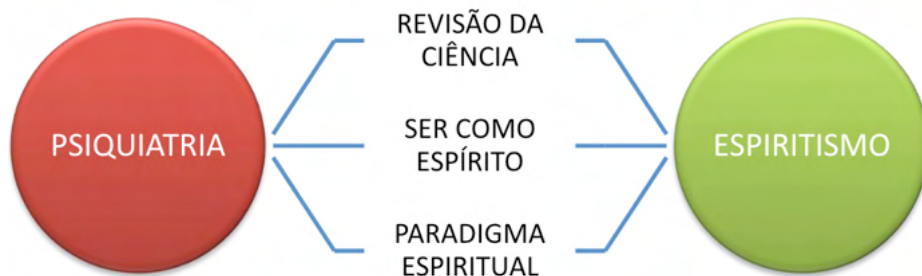 REVISÃO DA
CIÊNCIA
PSIQUIATRIA
SER COMO
ESPÍRITO
ESPIRITISMO
PARADIGMA
ESPIRITUAL